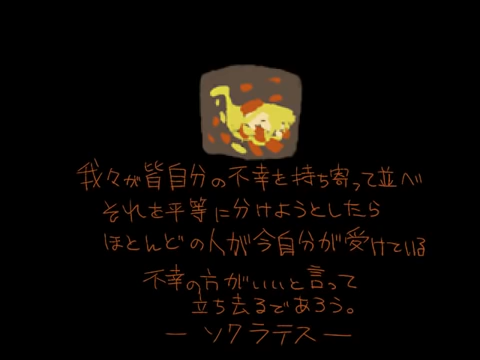 我々が皆自分の不幸を持ち寄って並べ
それを平等に分けようとしたら
ほとんどの人が今自分が受けている
不幸の方がいいと言って
立ち去るであろう。
― ソクラテス ―